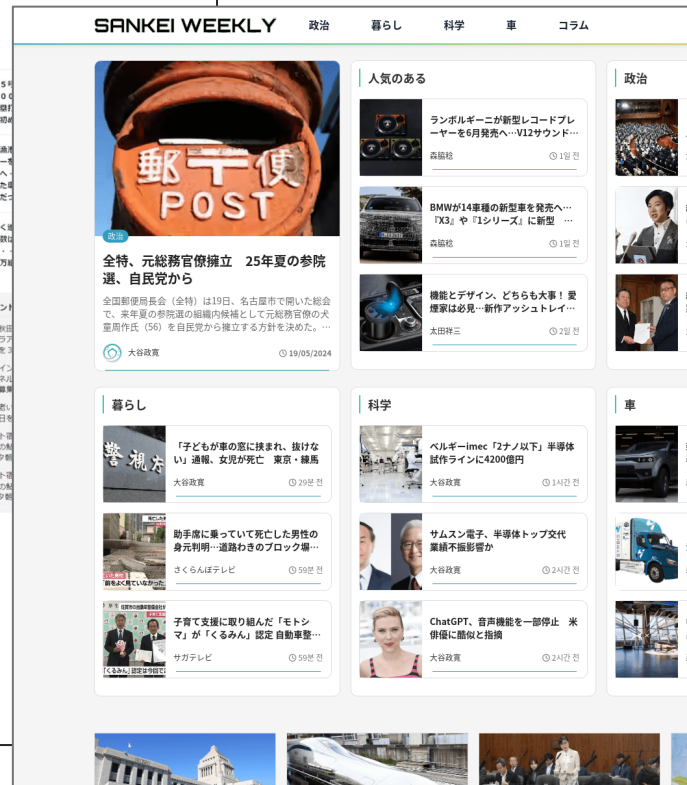 SANKEI WEEKLY
政治
暮らし
科学
車
コラム
郵〒便
POST
政治
全特、元総務官僚擁立 25年夏の参院
選、自民党から
全国郵便局長会（全特）は19日、名古屋市で開いた総会
で、来年夏の参院選の組織内候補として元総務官僚の犬
童周作氏（56）を自民党から擁立する方針を決めた。…
大谷政寛
19/05/2024
人気のある
ランボルギーニが新型レコードプレ
ーヤーを6月発売へ…V12サウンド…
森脇稔
1일 전
BMWが14車種の新型車を発売へ…
『X3』や『1シリーズ』に新型 …
森脇稔
1일 전
機能とデザイン、どちらも大事！ 愛
煙家は必見…新作アッシュトレイ…
太田祥三
2일 전
政治
暮らし
警視庁
「子どもが車の窓に挟まれ、抜けな
い」通報、女児が死亡 東京・練馬
大谷政寛
29분 전
助手席に乗っていて死亡した男性の
身元判明…道路わきのブロック塀…
さくらんぼテレビ
59분 전
「前をよく見ていなかった」
子育て支援に取り組んだ「モトシ
マ」が「くるみん」認定 自動車整…
サガテレビ
59분 전
科学
ベルギーimec「2ナノ以下」半導体
試作ラインに4200億円
大谷政寛
1시간 전
サムスン電子、半導体トップ交代
業績不振影響か
大谷政寛
2시간 전
ChatGPT、音声機能を一部停止 米
俳優に酷似と指摘
大谷政寛
2시간 전
車